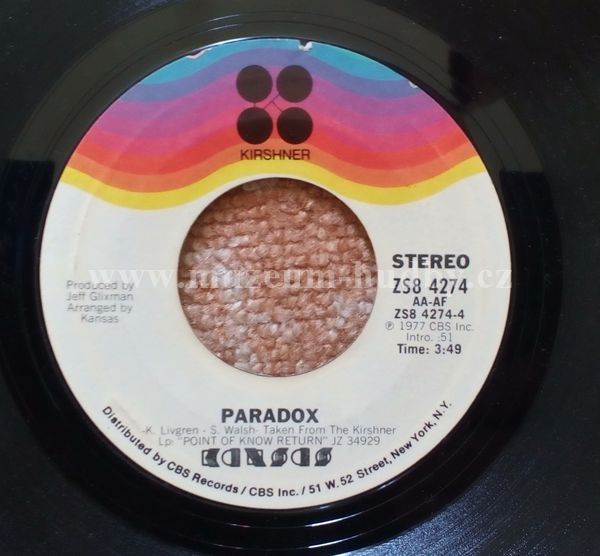 KIRSHNER
Produced by
Jeff Glixman
Arranged by
Kansas
STEREO
ZS8 4274
AA-AF
ZS8 4274-4
℗ 1977 CBS Inc.
Intro. :51
Time: 3:49
www.muzeum-hudby.cz
PARADOX
-K. Livgren - S. Walsh- Taken From The Kirshner
Lp: "POINT OF KNOW RETURN" JZ 34929
KANSAS
Distributed by CBS Records / CBS Inc. / 51 W. 52 Street, New York, N.Y.